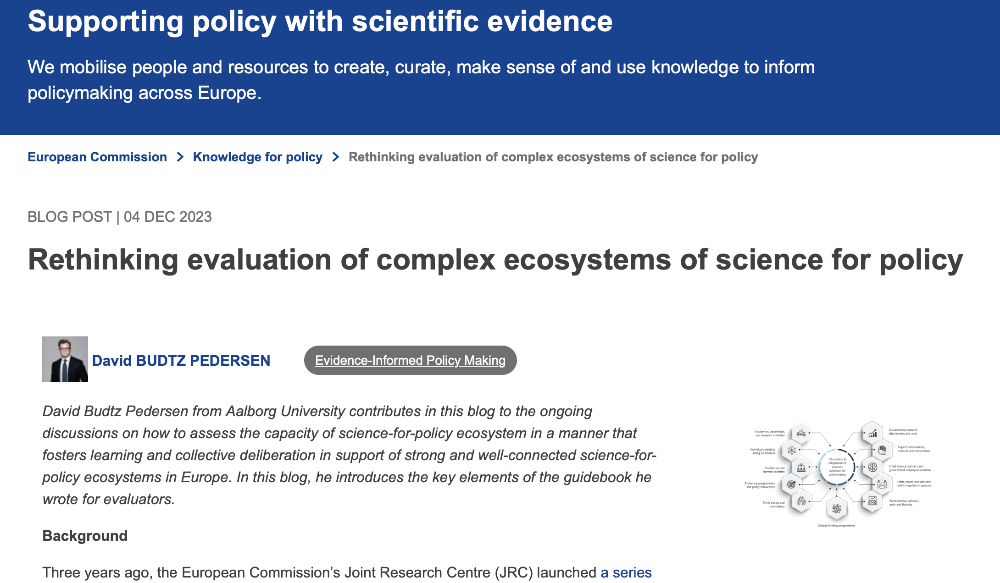 Supporting policy with scientific evidence
We mobilise people and resources to create, curate, make sense of and use knowledge to inform
policymaking across Europe.
European Commission > Knowledge for policy > Rethinking evaluation of complex ecosystems of science for policy
BLOG POST | 04 DEC 2023
Rethinking evaluation of complex ecosystems of science for policy
David BUDTZ PEDERSEN
Evidence-Informed Policy Making
David Budtz Pedersen from Aalborg University contributes in this blog to the ongoing
discussions on how to assess the capacity of science-for-policy ecosystem in a manner that
fosters learning and collective deliberation in support of strong and well-connected science-for-
policy ecosystems in Europe. In this blog, he introduces the key elements of the guidebook he
wrote for evaluators.
Background
Three years ago, the European Commission’s Joint Research Centre (JRC) launched a series
Academics, universities,
and research institutes
Individual scientists
acting as advisers
Academies and
learned societies
Brokering programmes
and policy fellowships
Think thanks and
consultancy
Circulation &
adoptation of
scientific
evidence for
policymaking
Government research
laboratories and units
Expert commissions,
councils and committees
Chief science advisers and
government employed scientists
Units, teams, and advisers
within regulatory agencies
Parliamentary advisory
units and libraries
Unique funding programmes